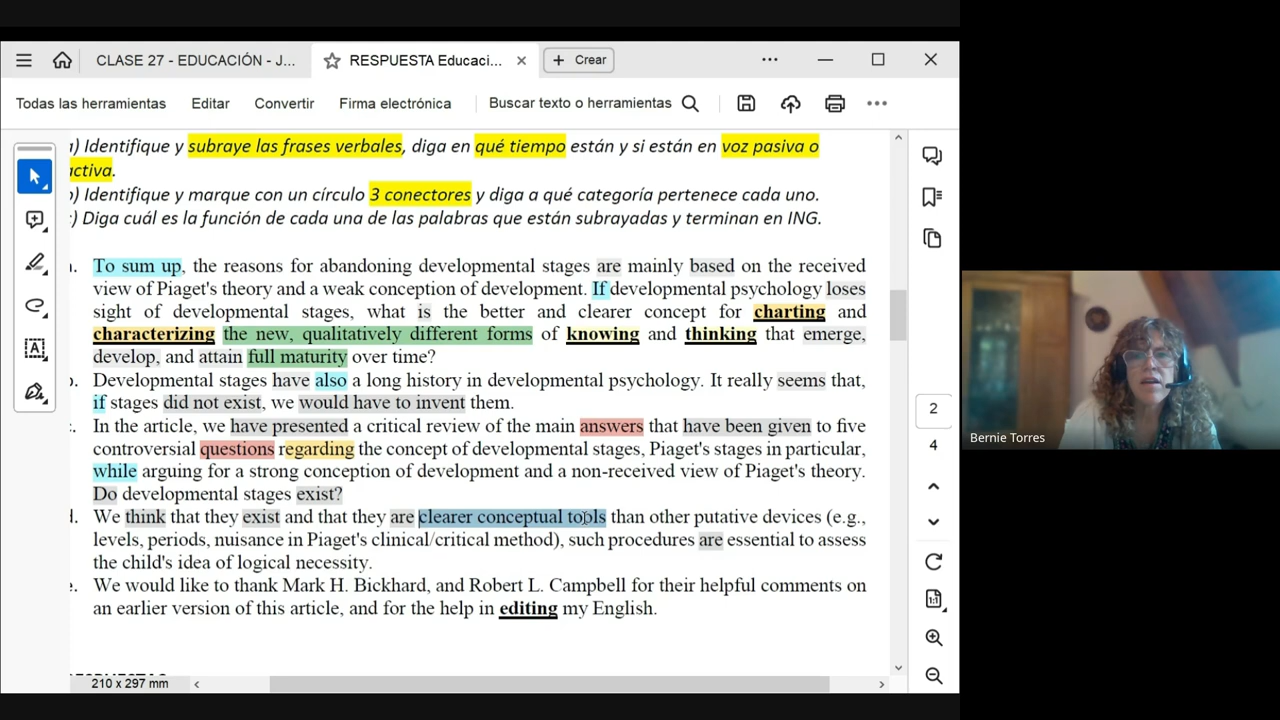 CLASE 27 - EDUCACIÓN - J...
RESPUESTA Educaci...
Crear
Todas las herramientas
Editar
Convertir
Firma electrónica
Buscar texto o herramientas
) Identifique y subraye las frases verbales, diga en qué tiempo están y si están en voz pasiva o
activa.
) Identifique y marque con un círculo 3 conectores y diga a qué categoría pertenece cada uno.
) Diga cuál es la función de cada una de las palabras que están subrayadas y terminan en ING.
To sum up, the reasons for abandoning developmental stages are mainly based on the received
view of Piaget's theory and a weak conception of development. If developmental psychology loses
sight of developmental stages, what is the better and clearer concept for charting and
characterizing the new, qualitatively different forms of knowing and thinking that emerge,
develop, and attain full maturity over time?
Developmental stages have also a long history in developmental psychology. It really seems that,
if stages did not exist, we would have to invent them.
In the article, we have presented a critical review of the main answers that have been given to five
controversial questions regarding the concept of developmental stages, Piaget's stages in particular,
while arguing for a strong conception of development and a non-received view of Piaget's theory.
Do developmental stages exist?
We think that they exist and that they are clearer conceptual tools than other putative devices (e.g.,
levels, periods, nuisance in Piaget's clinical/critical method), such procedures are essential to assess
the child's idea of logical necessity.
We would like to thank Mark H. Bickhard, and Robert L. Campbell for their helpful comments on
an earlier version of this article, and for the help in editing my English.
210 x 297 mm
2
4
Bernie Torres